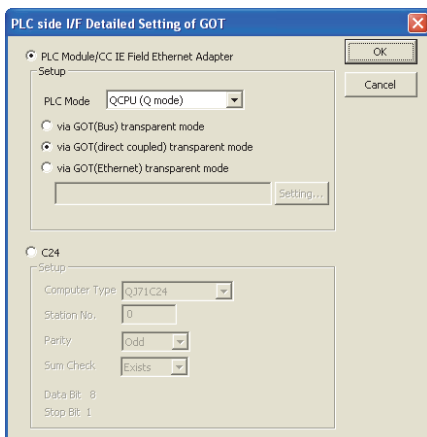 PLC side I/F Detailed Setting of GOT
PLC Module/CC IE Field Ethernet Adapter
OK
Setup
Cancel
PLC Mode QCPU (Q mode)
via GOT(Bus) transparent mode
via GOT(direct coupled) transparent mode
via GOT(Ethernet) transparent mode
Setting...
C24
Setup
Computer Type QJ71C24
Station No. 0
Parity Odd
Sum Check Exists
Data Bit 8
Stop Bit 1